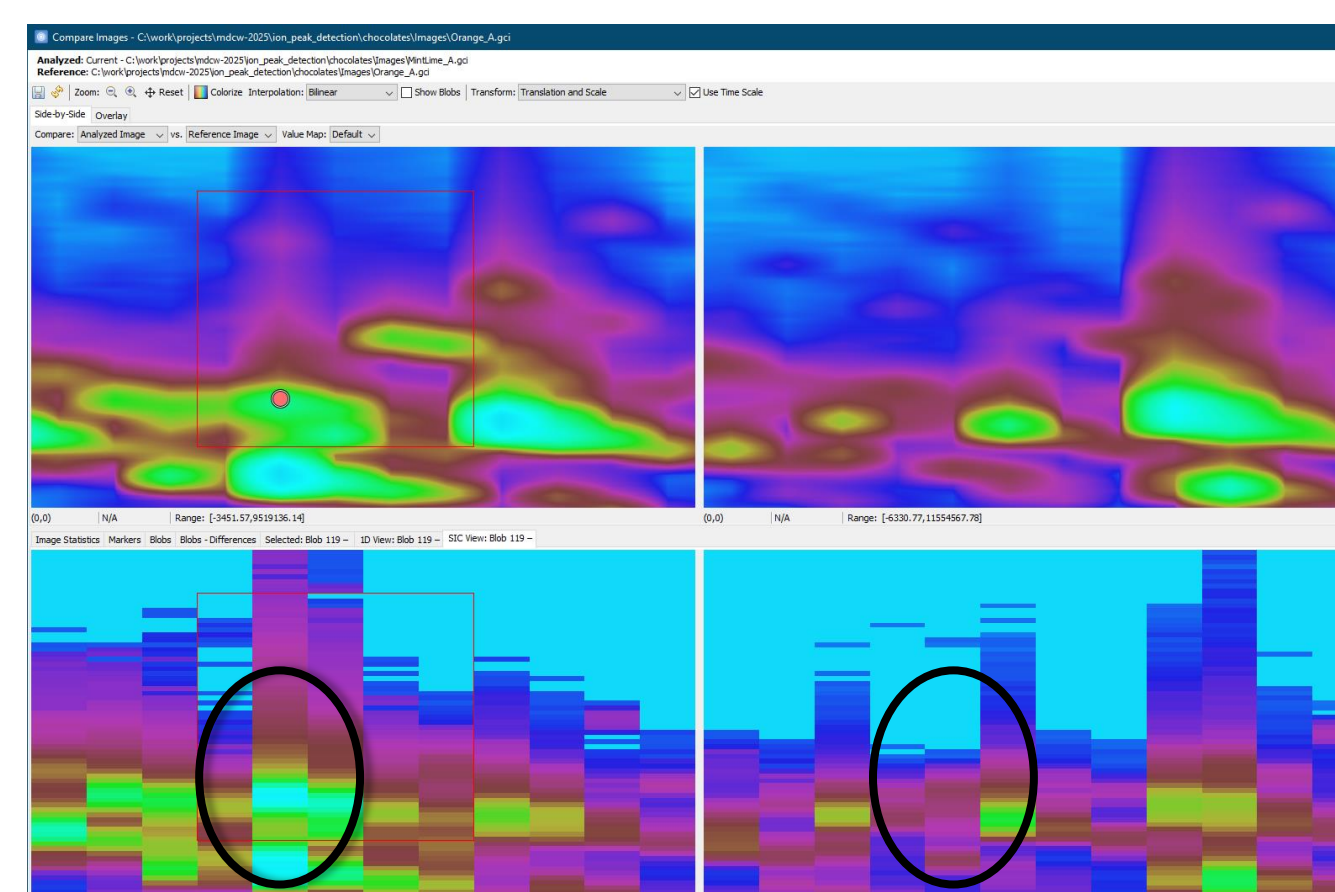 Compare Images - C:\work\projects\mdcw-2025\ion_peak_detection\chocolates\Images\Orange_A.gci
Analyzed: Current - C:\work\projects\mdcw-2025\ion_peak_detection\chocolates\Images\MintLime_A.gci
Reference: C:\work\projects\mdcw-2025\ion_peak_detection\chocolates\Images\Orange_A.gci
Zoom: Reset Colorize Interpolation: Bilinear Show Blobs Transform: Translation and Scale Use Time Scale
Side-by-Side Overlay
Compare: Analyzed Image vs. Reference Image Value Map: Default
(0,0) N/A Range: [-3451.57,9519136.14] (0,0) N/A Range: [-6330.77,11554567.78]
Image Statistics Markers Blobs Blobs - Differences Selected: Blob 119 – 1D View: Blob 119 – SIC View: Blob 119 –